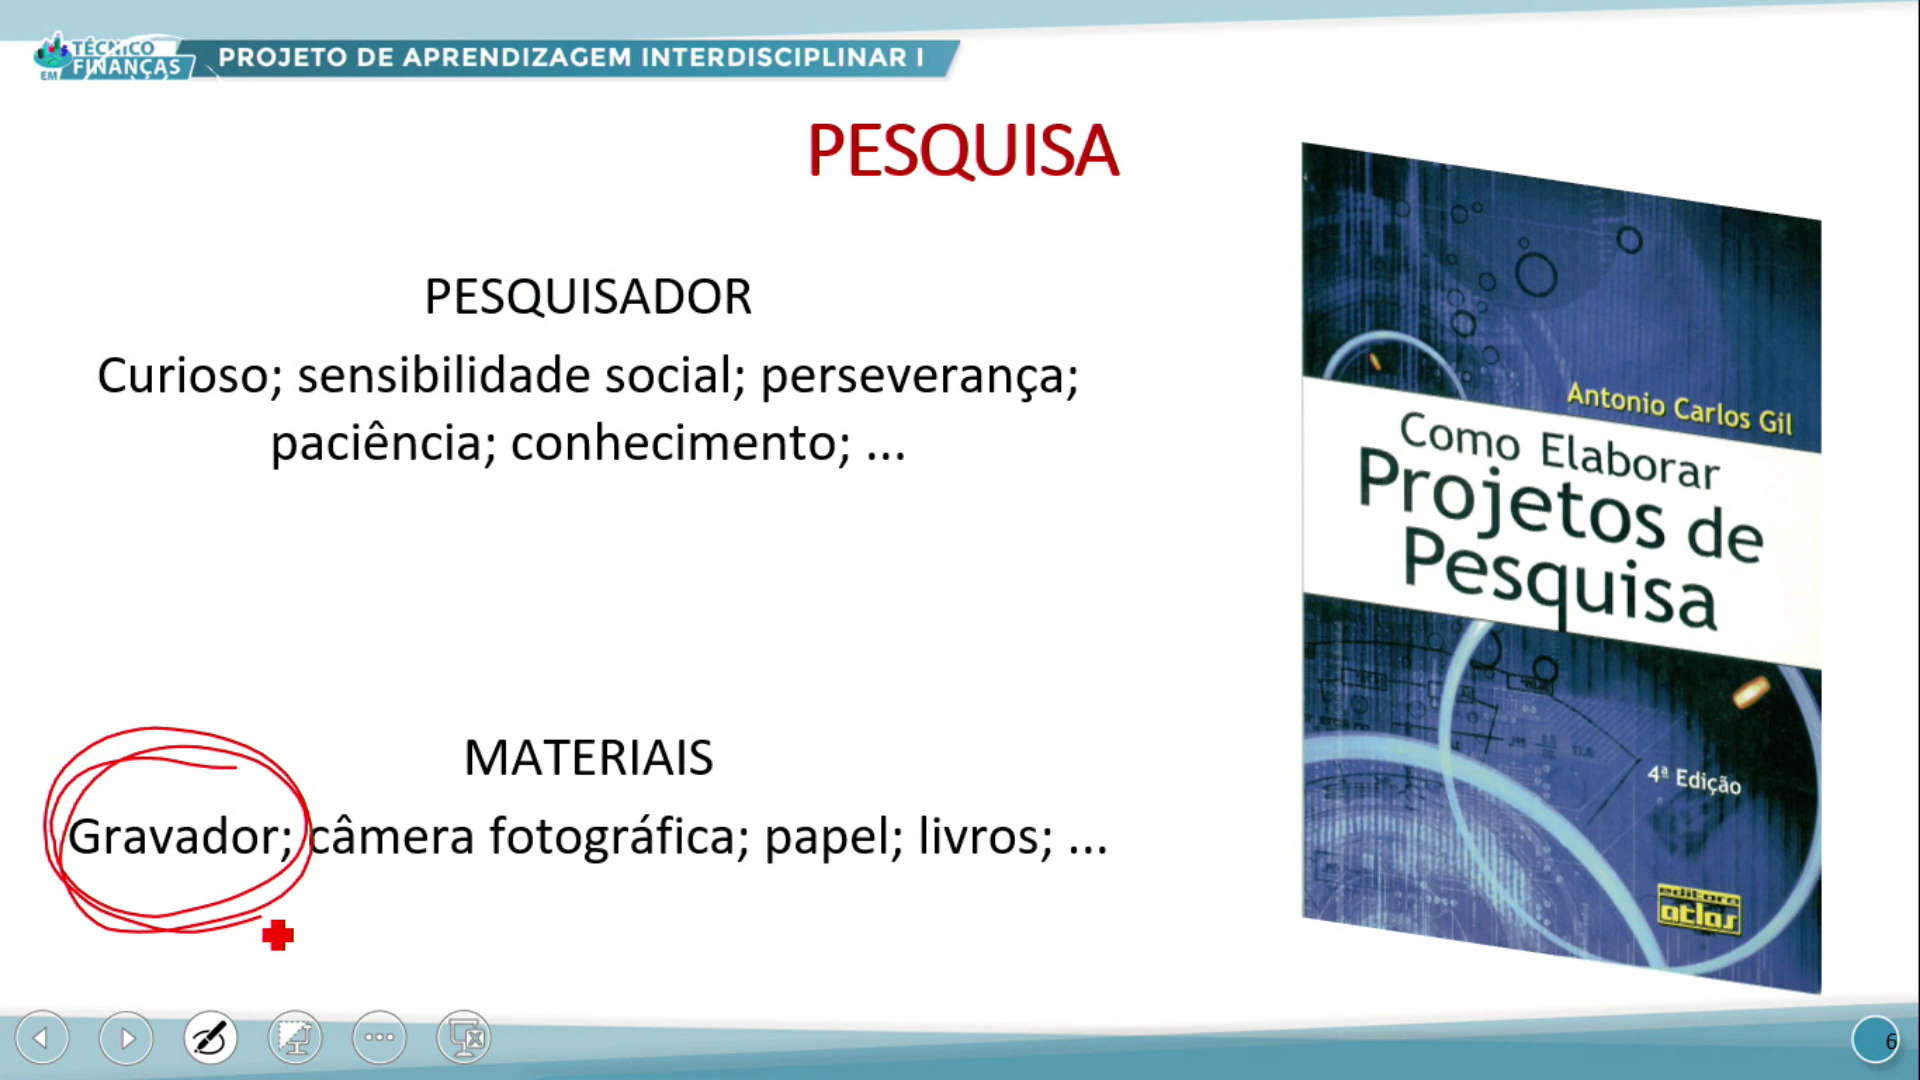 TÉCNICO
EM FINANÇAS
PROJETO DE APRENDIZAGEM INTERDISCIPLINAR I
PESQUISA
PESQUISADOR
Curioso; sensibilidade social; perseverança;
paciência; conhecimento; ...
MATERIAIS
Gravador; câmera fotográfica; papel; livros; ...
Antonio Carlos Gil
Como Elaborar
Projetos de
Pesquisa
4ª Edição
editora
atlas
6